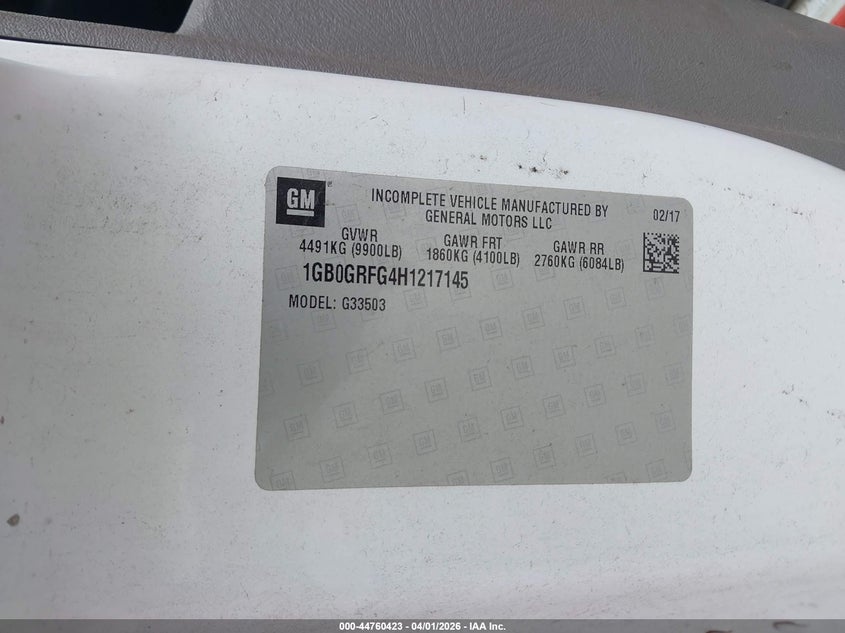 GM
INCOMPLETE VEHICLE MANUFACTURED BY
GENERAL MOTORS LLC
02/17
GVWR
4491KG (9900LB)
GAWR FRT
1860KG (4100LB)
GAWR RR
2760KG (6084LB)
1GB0GRFG4H1217145
MODEL: G33503
000-44760423 - 04/01/2026 - IAA Inc.